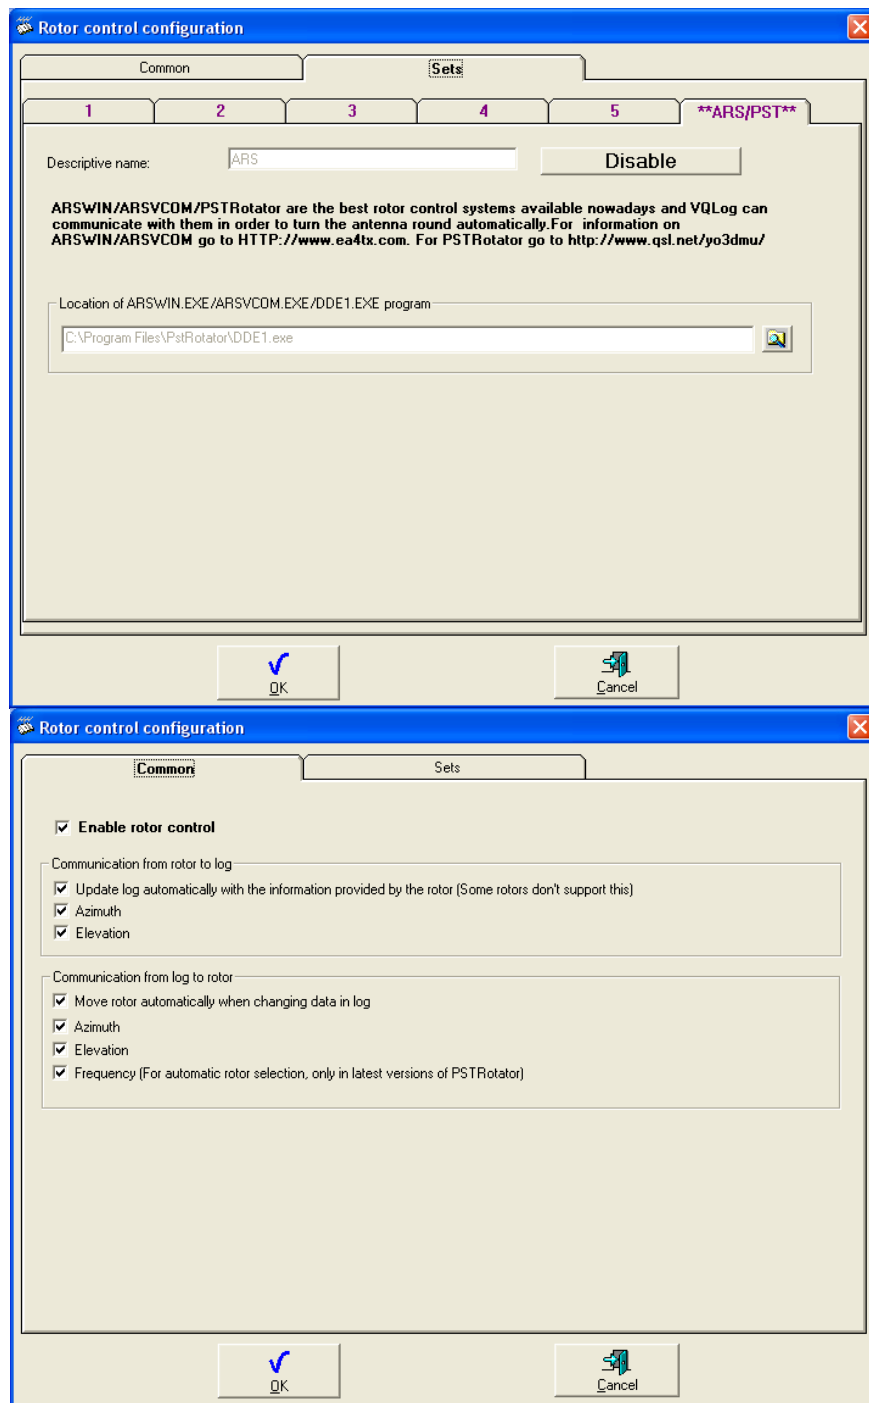 Rotor control configuration
Common
Sets
1
2
3
4
5
**ARS/PST**
Descriptive name:
ARS
Disable
ARSWIN/ARSVCOM/PSTRotator are the best rotor control systems available nowadays and VQLog can
communicate with them in order to turn the antenna round automatically.For information on
ARSWIN/ARSVCOM go to HTTP://www.ea4tx.com. For PSTRotator go to http://www.qsl.net/yo3dmu/
Location of ARSWIN.EXE/ARSVCOM.EXE/DDE1.EXE program
C:\Program Files\PstRotator\DDE1.exe
OK
Cancel
Rotor control configuration
Common
Sets
Enable rotor control
Communication from rotor to log
Update log automatically with the information provided by the rotor (Some rotors don't support this)
Azimuth
Elevation
Communication from log to rotor
Move rotor automatically when changing data in log
Azimuth
Elevation
Frequency (For automatic rotor selection, only in latest versions of PSTRotator)
OK
Cancel